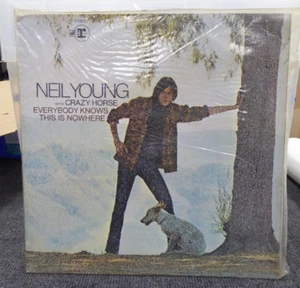 NEIL YOUNG
WITH CRAZY HORSE
EVERYBODY KNOWS
THIS IS NOWHERE